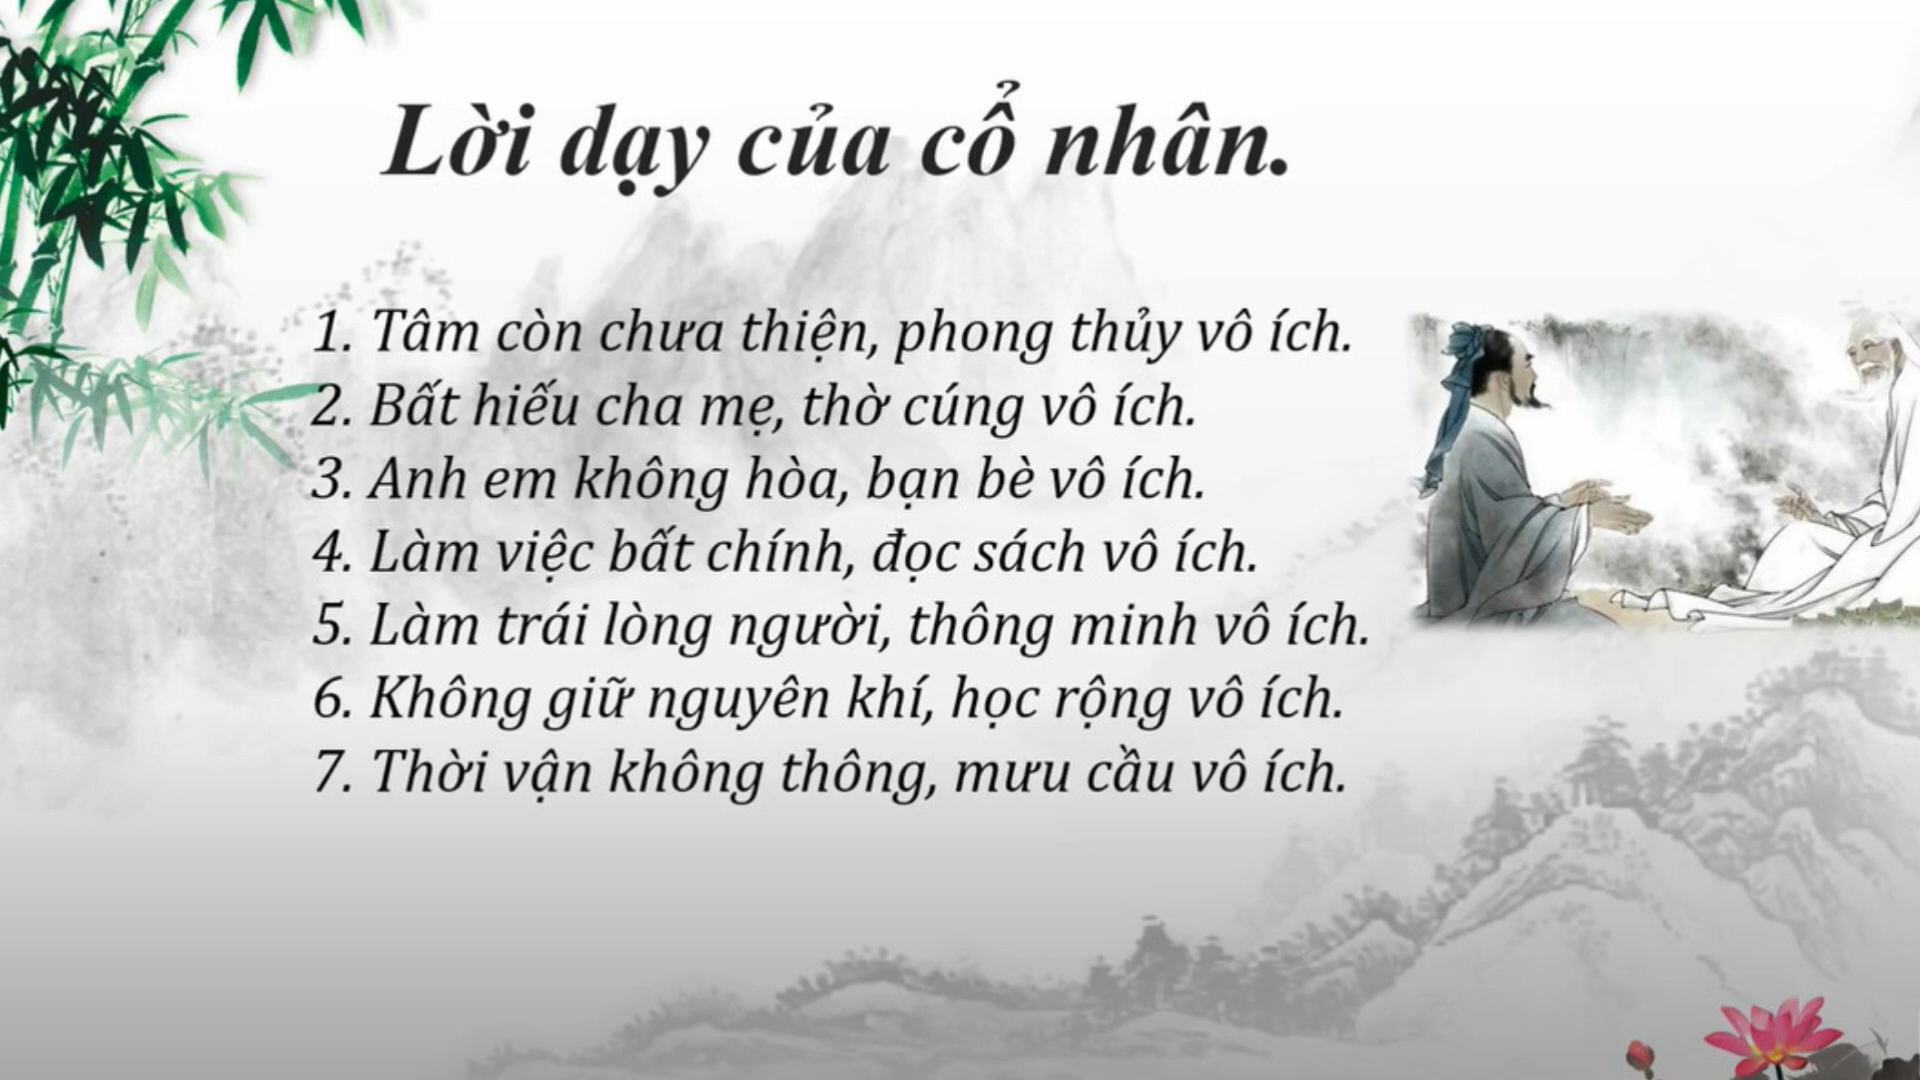 Lời dạy của cổ nhân.
1. Tâm còn chưa thiện, phong thủy vô ích.
2. Bất hiếu cha mẹ, thờ cúng vô ích.
3. Anh em không hòa, bạn bè vô ích.
4. Làm việc bất chính, đọc sách vô ích.
5. Làm trái lòng người, thông minh vô ích.
6. Không giữ nguyên khí, học rộng vô ích.
7. Thời vận không thông, mưu cầu vô ích.